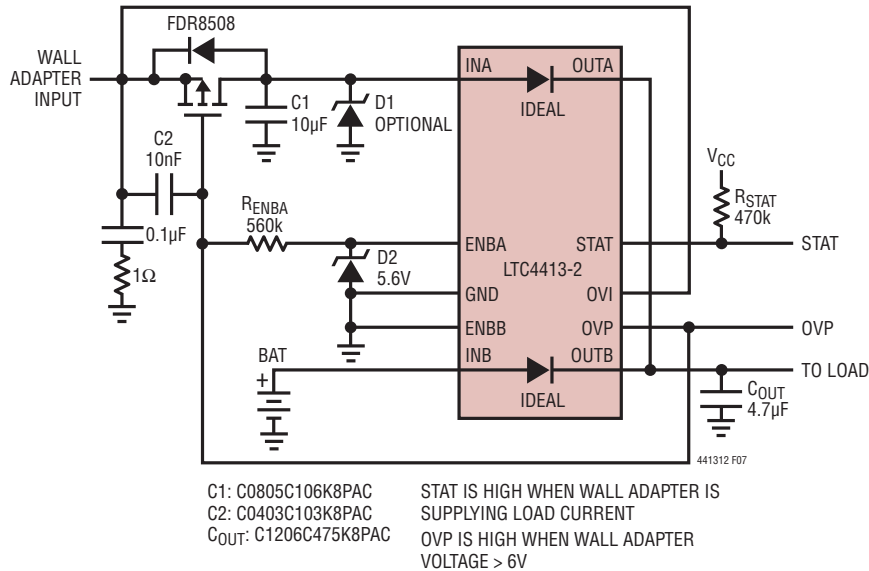 FDR8508
WALL
ADAPTER
INPUT
C1
10µF
D1
OPTIONAL
C2
10nF
0.1µF
1Ω
RENBA
560k
D2
5.6V
BAT
+
INA
OUTA
IDEAL
ENBA
STAT
LTC4413-2
GND
OVI
ENBB
OVP
INB
OUTB
IDEAL
VCC
RSTAT
470k
STAT
OVP
TO LOAD
COUT
4.7µF
441312 F07
C1: C0805C106K8PAC
C2: C0403C103K8PAC
COUT: C1206C475K8PAC
STAT IS HIGH WHEN WALL ADAPTER IS
SUPPLYING LOAD CURRENT
OVP IS HIGH WHEN WALL ADAPTER
VOLTAGE > 6V